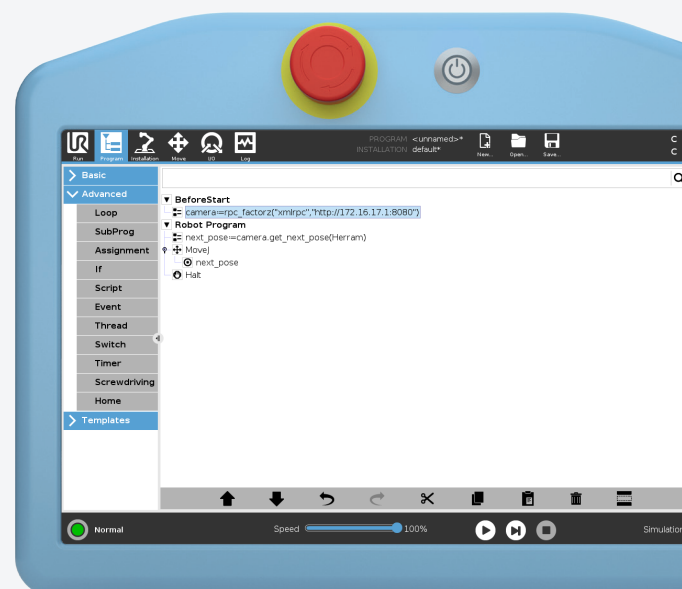 UR
Run
Program
Installation
Move
I/O
Log
PROGRAM <unnamed>*
INSTALLATION default*
New...
Open...
Save...
C
C
Basic
Advanced
Loop
SubProg
Assignment
If
Script
Event
Thread
Switch
Timer
Screwdriving
Home
Templates
BeforeStart
camera≔rpc_factorz("xmlrpc","http://172.16.17.1:8080")
Robot Program
next_pose≔camera.get_next_pose(Herram)
MoveJ
next_pose
Halt
Normal
Speed
100%
Simulation